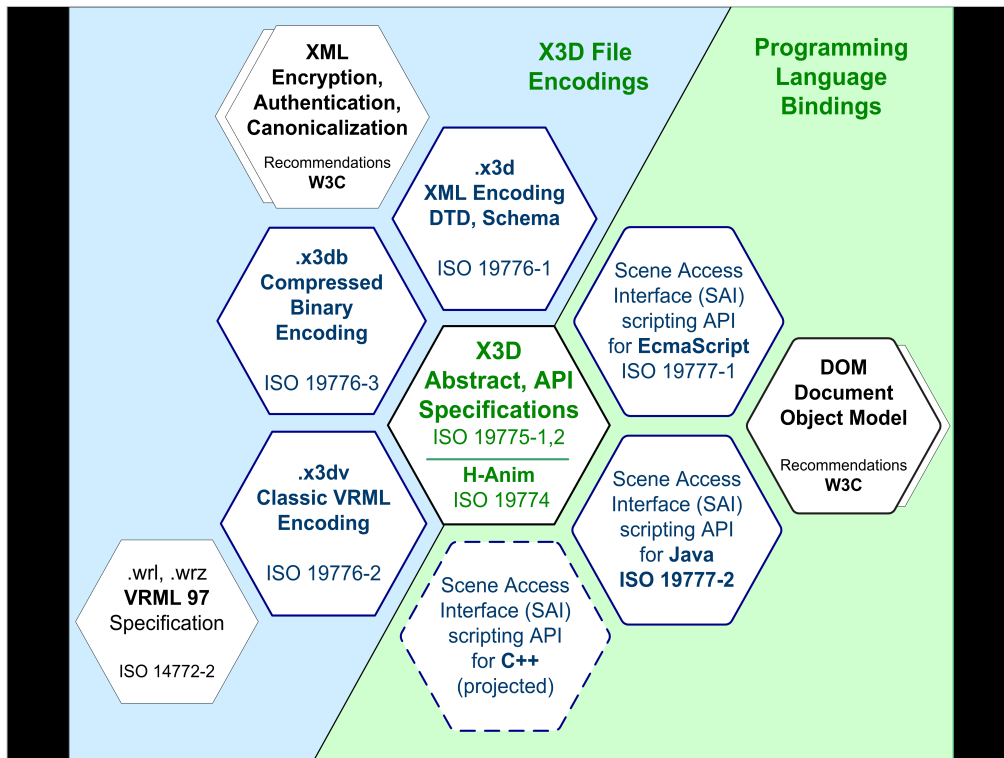 XML
Encryption,
Authentication,
Canonicalization
Recommendations
W3C
X3D File
Encodings
Programming
Language
Bindings
.x3d
XML Encoding
DTD, Schema
ISO 19776-1
.x3db
Compressed
Binary
Encoding
ISO 19776-3
Scene Access
Interface (SAI)
scripting API
for EcmaScript
ISO 19777-1
X3D
Abstract, API
Specifications
ISO 19775-1,2
H-Anim
ISO 19774
DOM
Document
Object Model
Recommendations
W3C
.x3dv
Classic VRML
Encoding
ISO 19776-2
Scene Access
Interface (SAI)
scripting API
for Java
ISO 19777-2
.wrl, .wrz
VRML 97
Specification
ISO 14772-2
Scene Access
Interface (SAI)
scripting API
for C++
(projected)